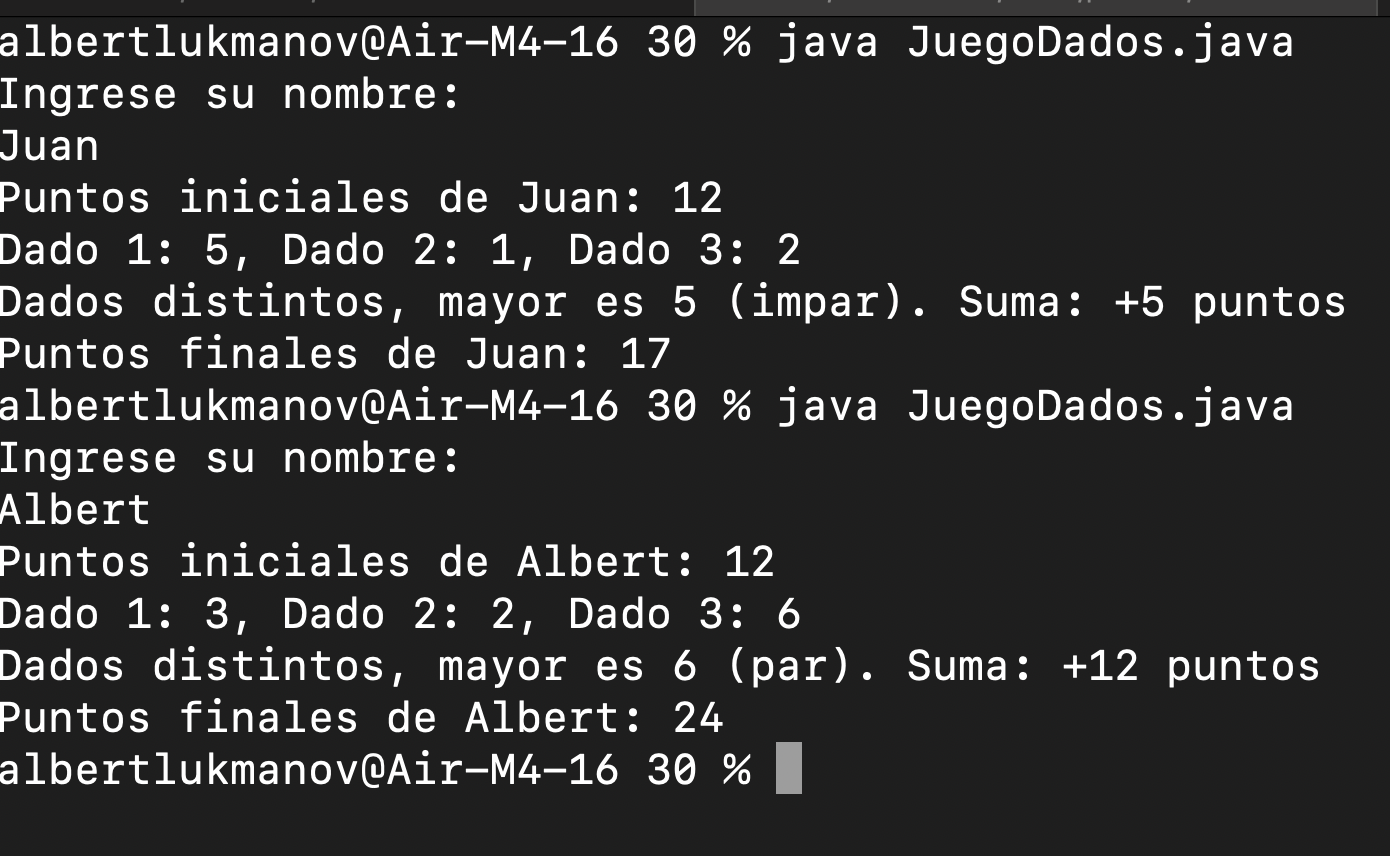 albertlukmanov@Air-M4-16 30 % java JuegoDados.java
Ingrese su nombre:
Juan
Puntos iniciales de Juan: 12
Dado 1: 5, Dado 2: 1, Dado 3: 2
Dados distintos, mayor es 5 (impar). Suma: +5 puntos
Puntos finales de Juan: 17
albertlukmanov@Air-M4-16 30 % java JuegoDados.java
Ingrese su nombre:
Albert
Puntos iniciales de Albert: 12
Dado 1: 3, Dado 2: 2, Dado 3: 6
Dados distintos, mayor es 6 (par). Suma: +12 puntos
Puntos finales de Albert: 24
albertlukmanov@Air-M4-16 30 %